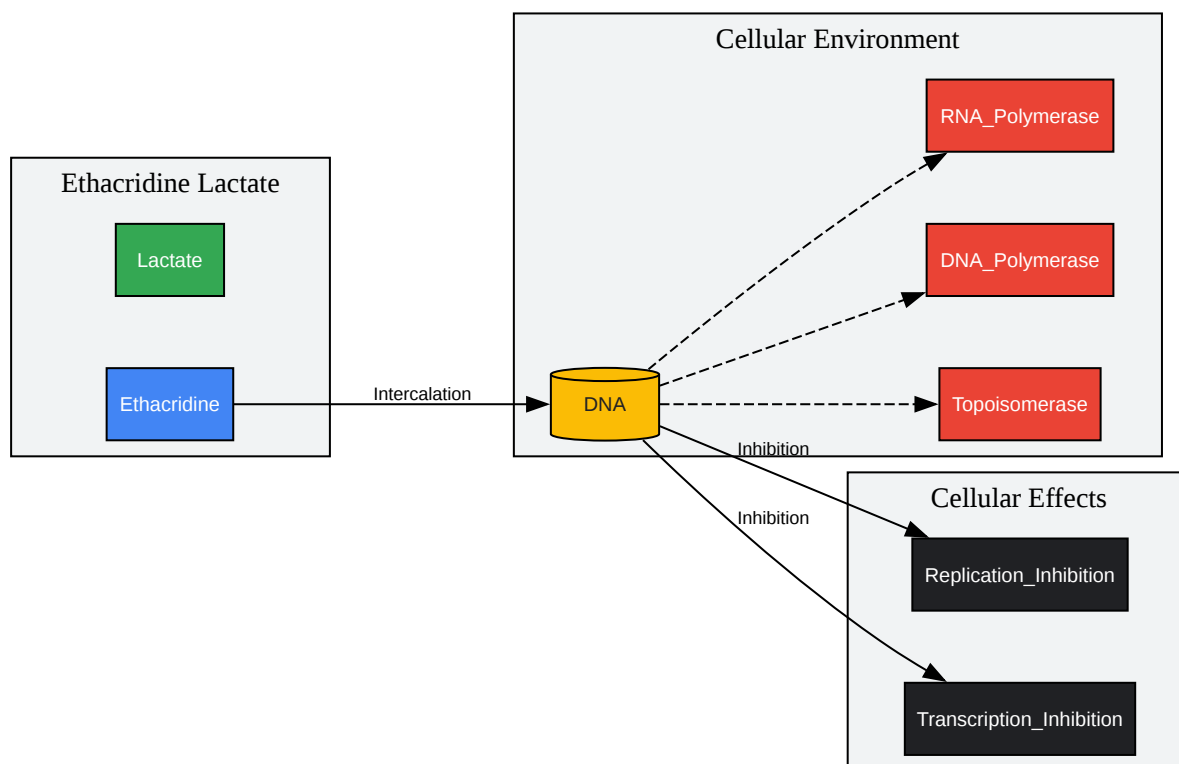 Ethacridine Lactate
Lactate
Ethacridine
Intercalation
Cellular Environment
RNA_Polymerase
DNA_Polymerase
DNA
Topoisomerase
Inhibition
Inhibition
Cellular Effects
Replication_Inhibition
Transcription_Inhibition